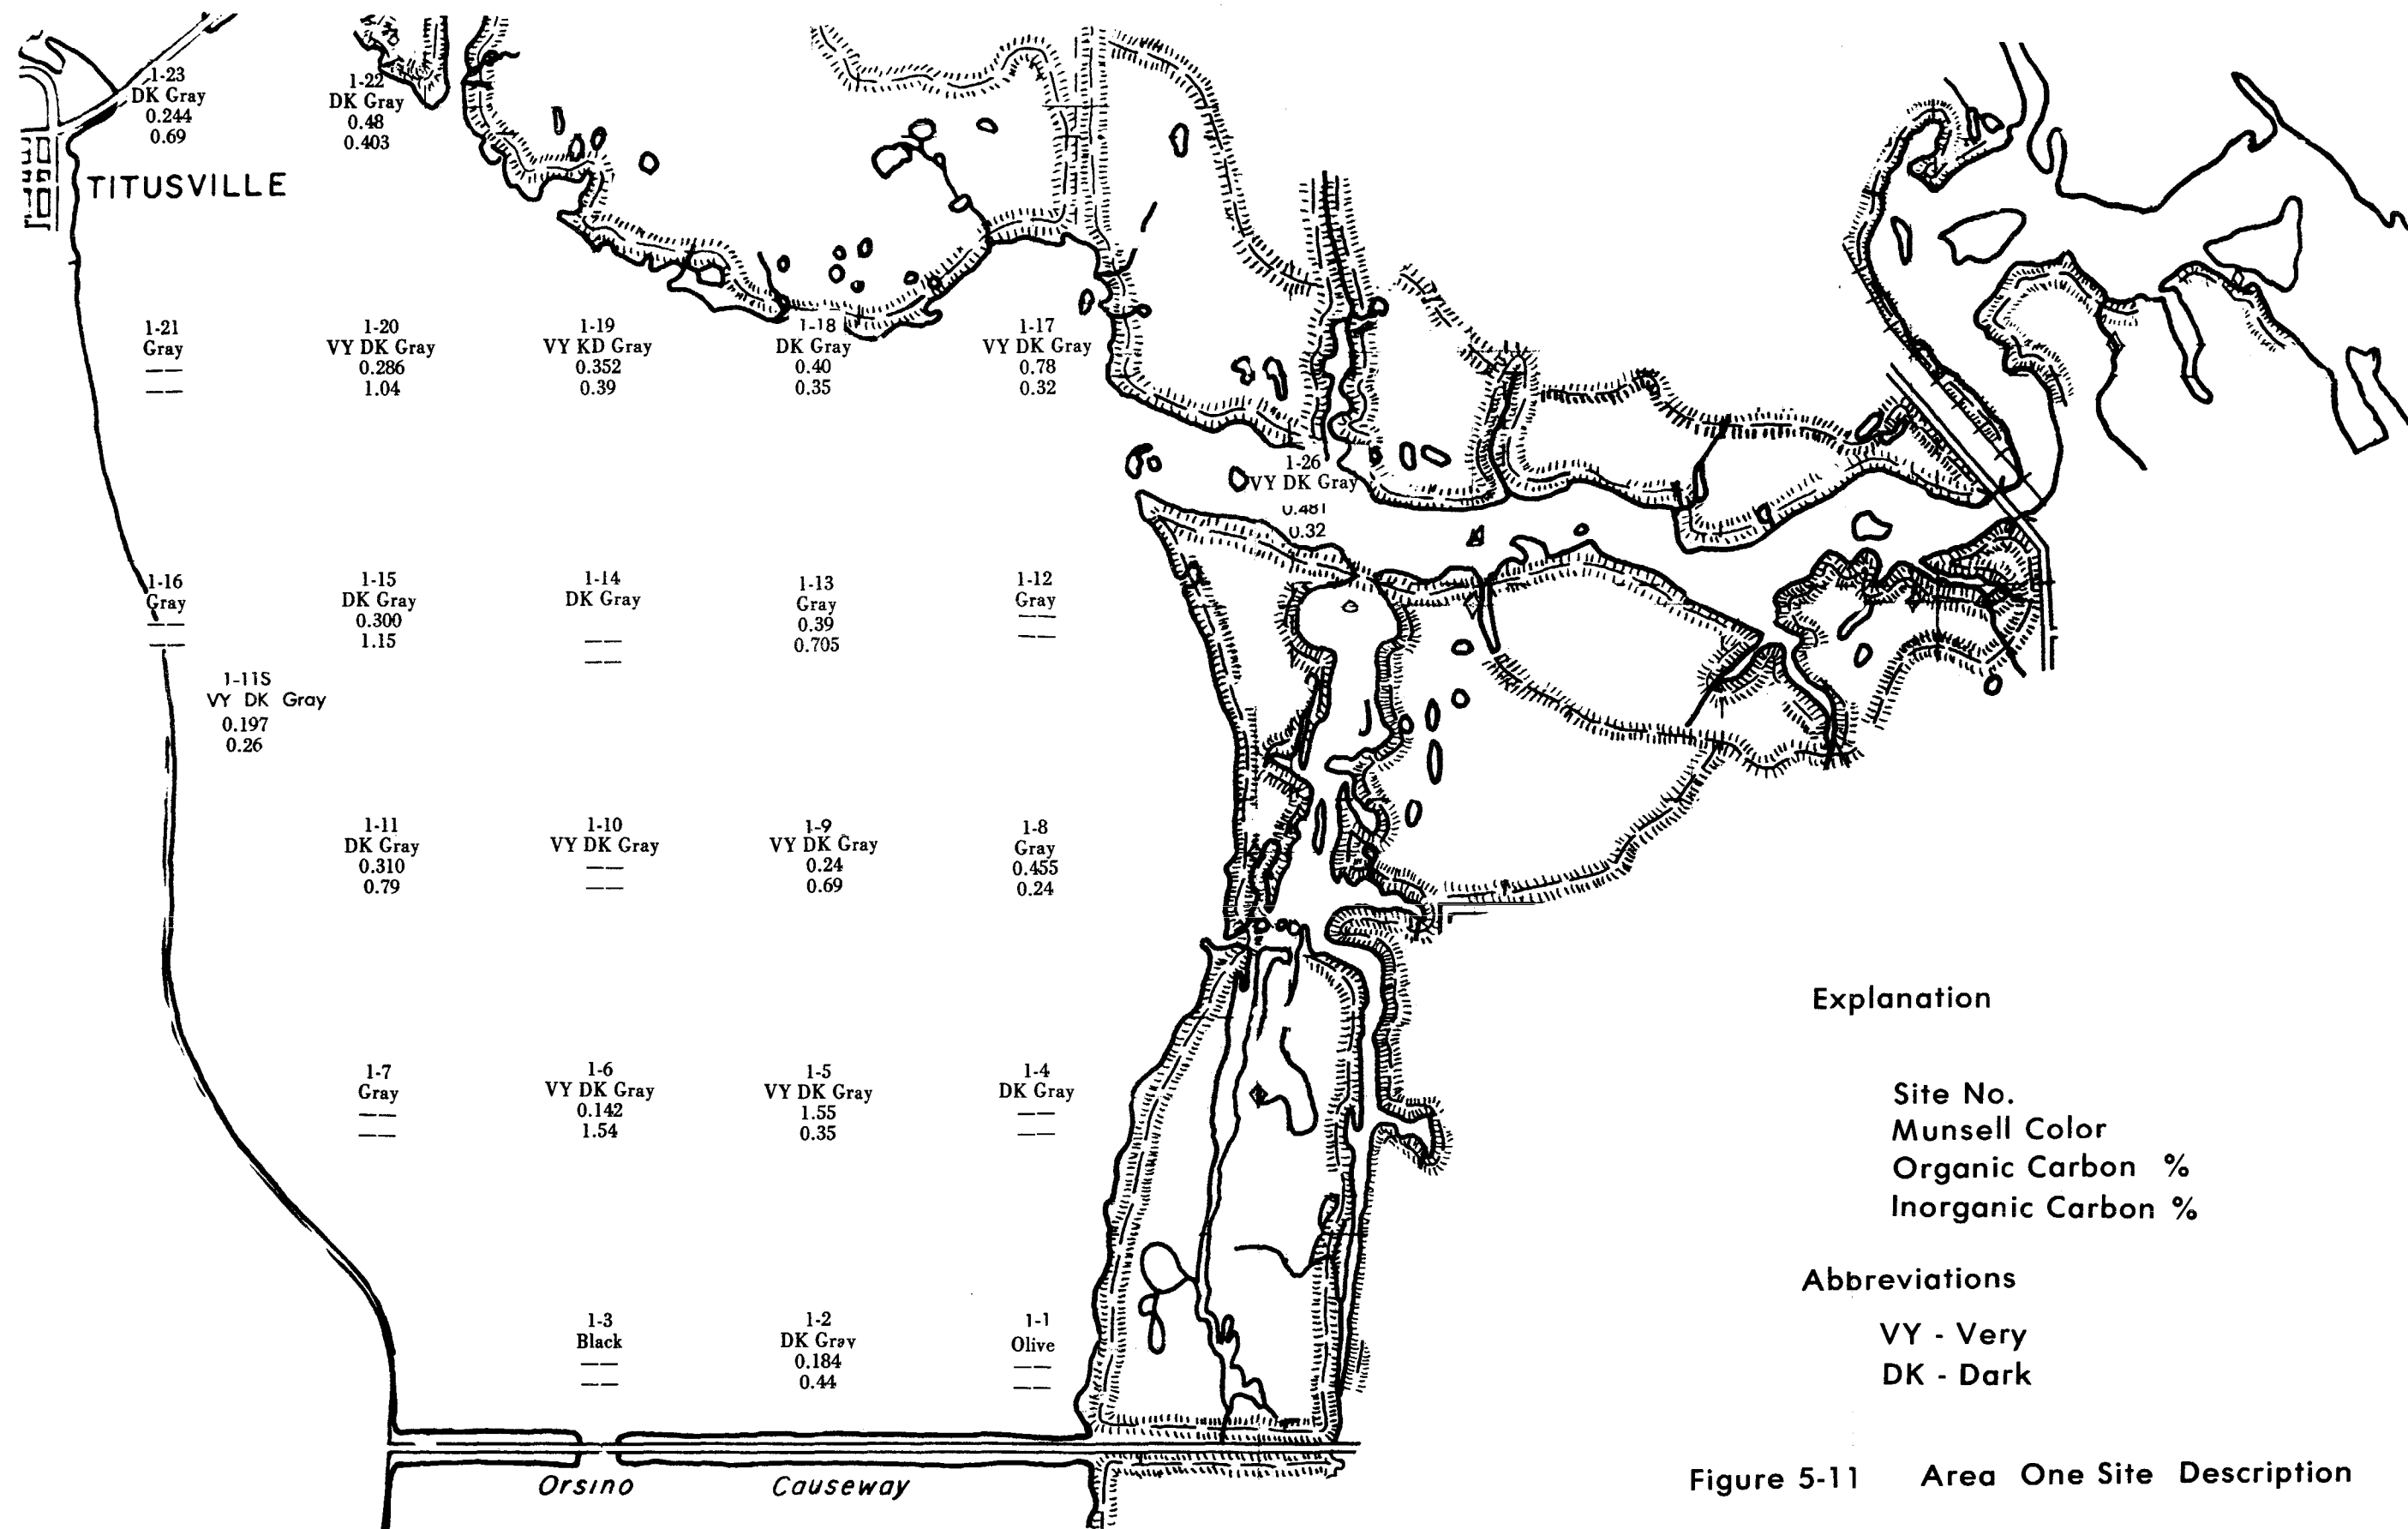 1-23
DK Gray
0.244
0.69
1-22
DK Gray
0.48
0.403
TITUSVILLE
1-21
Gray
— —
— —
1-20
VY DK Gray
0.286
1.04
1-19
VY KD Gray
0.352
0.39
1-18
DK Gray
0.40
0.35
1-17
VY DK Gray
0.78
0.32
1-26
VY DK Gray
0.481
0.32
1-16
Gray
— —
— —
1-15
DK Gray
0.300
1.15
1-14
DK Gray
— —
— —
1-13
Gray
0.39
0.705
1-12
Gray
— —
— —
1-11S
VY DK Gray
0.197
0.26
1-11
DK Gray
0.310
0.79
1-10
VY DK Gray
— —
— —
1-9
VY DK Gray
0.24
0.69
1-8
Gray
0.455
0.24
1-7
Gray
— —
— —
1-6
VY DK Gray
0.142
1.54
1-5
VY DK Gray
1.55
0.35
1-4
DK Gray
— —
— —
1-3
Black
— —
— —
1-2
DK Gray
0.184
0.44
1-1
Olive
— —
— —
Orsino Causeway
Explanation
Site No.
Munsell Color
Organic Carbon %
Inorganic Carbon %
Abbreviations
VY - Very
DK - Dark
Figure 5-11 Area One Site Description